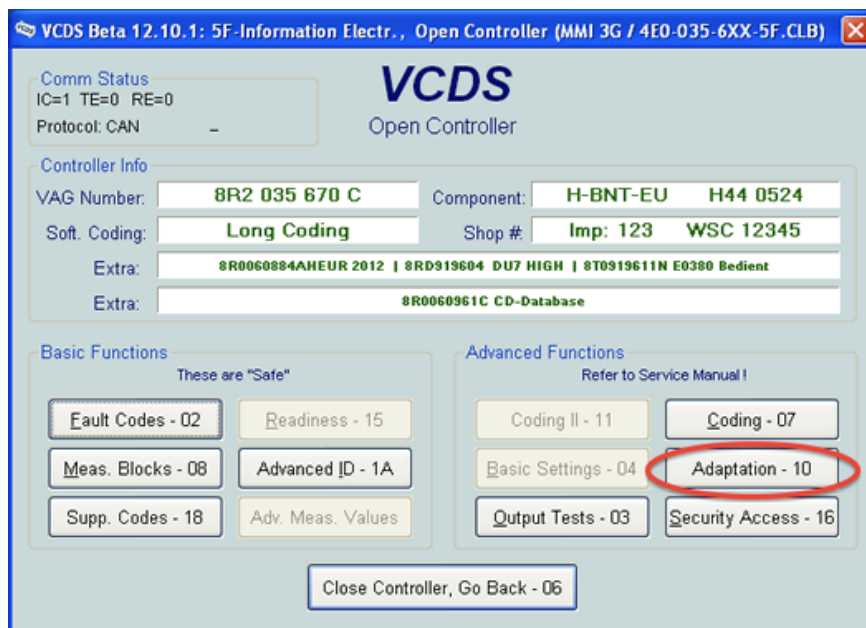 VCDS Beta 12.10.1: 5F-Information Electr., Open Controller (MMI 3G / 4E0-035-6XX-5F.CLB)
Comm Status
IC=1 TE=0 RE=0
Protocol: CAN
VCDS
Open Controller
Controller Info
VAG Number: 8R2 035 670 C Component: H-BNT-EU H44 0524
Soft. Coding: Long Coding Shop #: Imp: 123 WSC 12345
Extra: 8R0060884AHEUR 2012 | 8RD919604 DU7 HIGH | 8T0919611N E0380 Bedient
Extra: 8R0060961C CD-Database
Basic Functions
These are "Safe"
Fault Codes - 02 Readiness - 15
Meas. Blocks - 08 Advanced ID - 1A
Supp. Codes - 18 Adv. Meas. Values
Advanced Functions
Refer to Service Manual !
Coding II - 11 Coding - 07
Basic Settings - 04 Adaptation - 10
Output Tests - 03 Security Access - 16
Close Controller, Go Back - 06